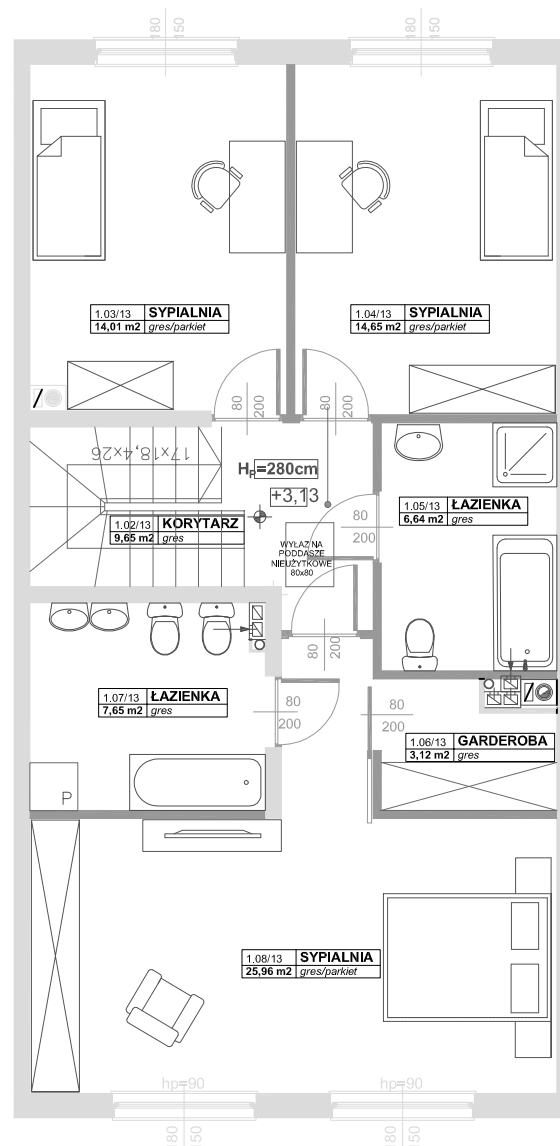 180 150
180 150
1.03/13 SYPIALNIA
14,01 m2 gres/parkiet
1.04/13 SYPIALNIA
14,65 m2 gres/parkiet
80 200
80 200
17x18,4x26
Hp=280cm
+3,13
1.02/13 KORYTARZ
9,65 m2 gres
WYŁAZ NA
PODDASZE
NIEUŻYTKOWE
80x80
80
200
1.05/13 ŁAZIENKA
6,64 m2 gres
80 200
1.07/13 ŁAZIENKA
7,65 m2 gres
80
200
80
200
1.06/13 GARDEROBA
3,12 m2 gres
P
1.08/13 SYPIALNIA
25,96 m2 gres/parkiet
hp=90
hp=90
180 150
180 150